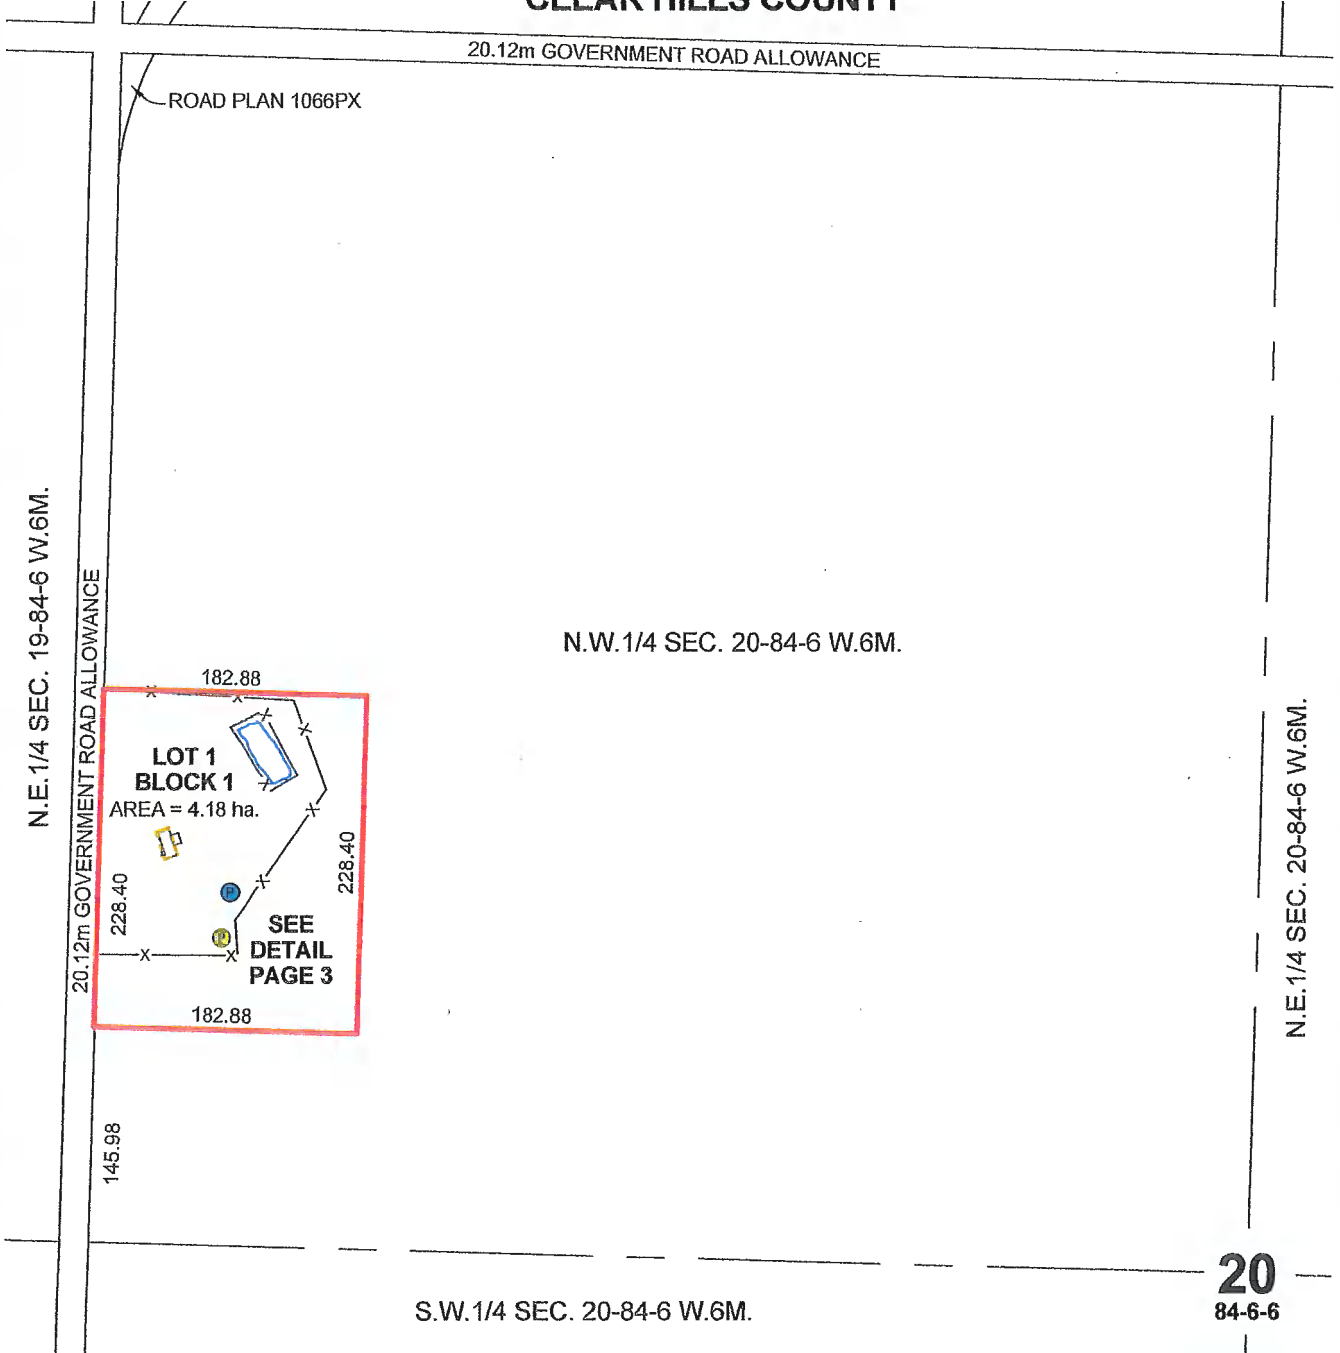 CLEAR HILLS COUNTY
20.12m GOVERNMENT ROAD ALLOWANCE
ROAD PLAN 1066PX
N.E.1/4 SEC. 19-84-6 W.6M.
20.12m GOVERNMENT ROAD ALLOWANCE
N.W.1/4 SEC. 20-84-6 W.6M.
182.88
LOT 1
BLOCK 1
AREA = 4.18 ha.
228.40
228.40
P
P
SEE
DETAIL
PAGE 3
182.88
145.98
N.E.1/4 SEC. 20-84-6 W.6M.
S.W.1/4 SEC. 20-84-6 W.6M.
20
84-6-6